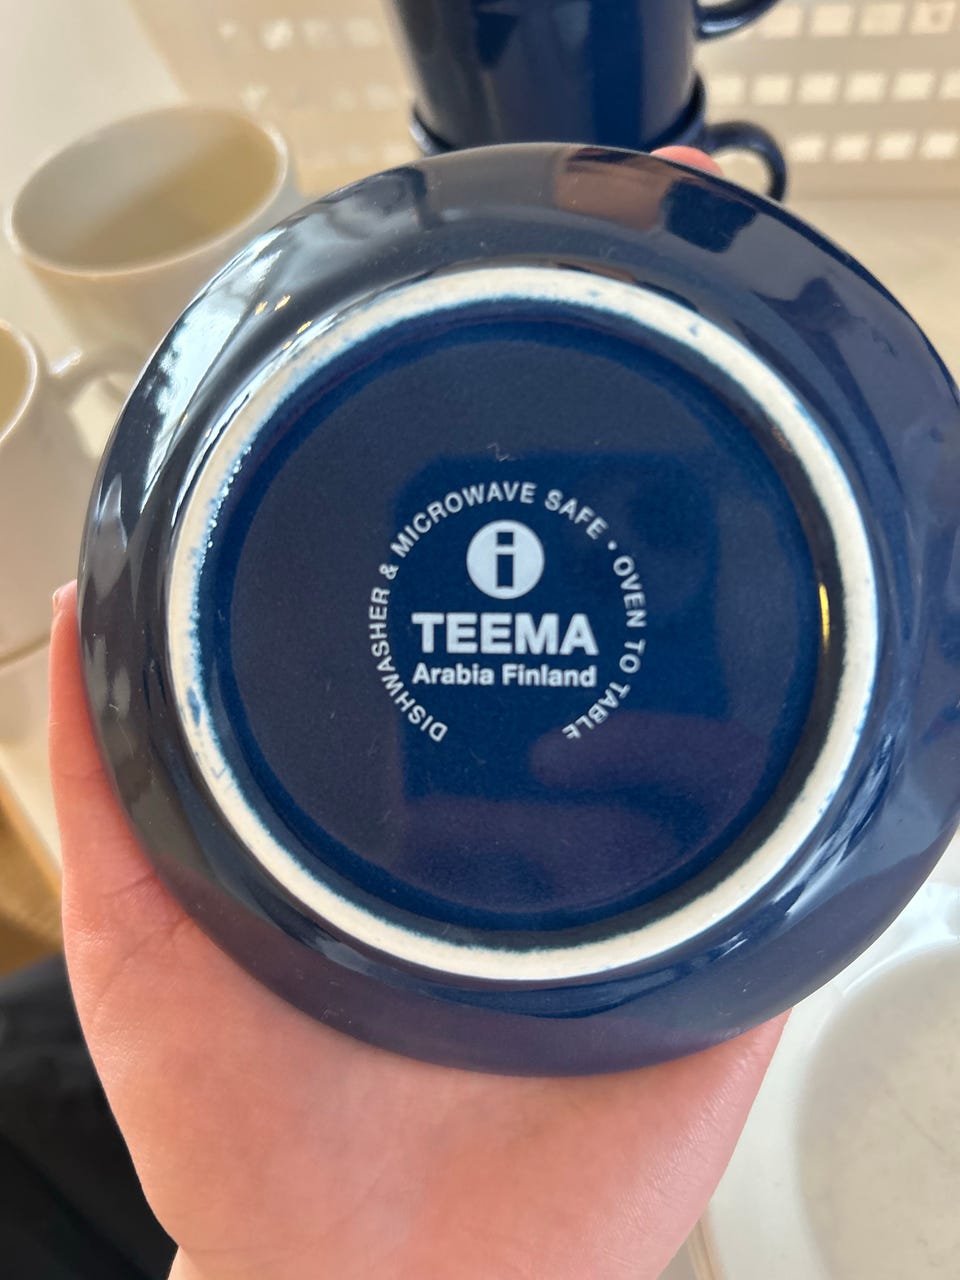 DISHWASHER & MICROWAVE SAFE • OVEN TO TABLE
i
TEEMA
Arabia Finland